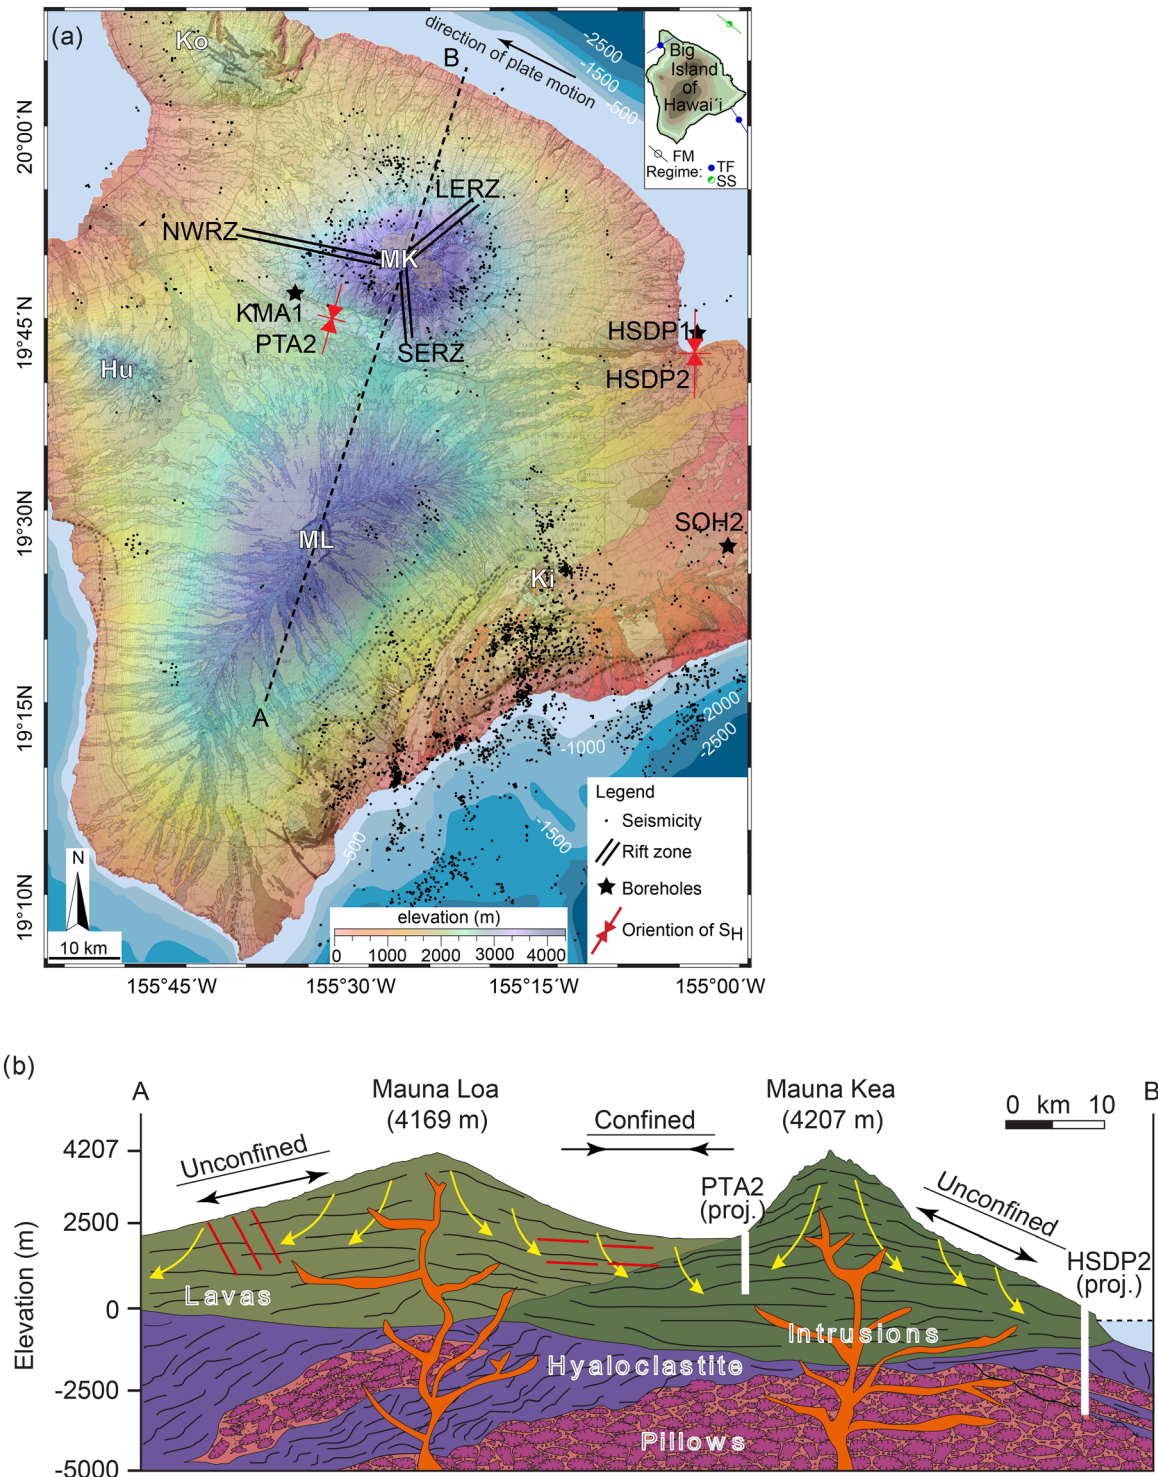 (a)
Ko
direction of plate motion
B
-2500
-1500
-500
Big
Island
of
Hawai'i
FM
Regime:
TF
SS
20°00´N
LERZ
NWRZ
MK
KMA1
PTA2
SERZ
19°45´N
HSDP1
HSDP2
Hu
19°30´N
SOH2
ML
Ki
19°15´N
A
-2000
-2500
-1000
-1500
-500
Legend
Seismicity
Rift zone
Boreholes
Oriention of SH
19°10´N
N
10 km
elevation (m)
0 1000 2000 3000 4000
155°45´W 155°30´W 155°15´W 155°00´W
(b)
A
Mauna Loa
(4169 m)
Confined
Mauna Kea
(4207 m)
0 km 10
B
4207
Unconfined
PTA2
(proj.)
Unconfined
HSDP2
(proj.)
2500
Elevation (m)
Lavas
0
Intrusions
Hyaloclastite
-2500
Pillows
-5000